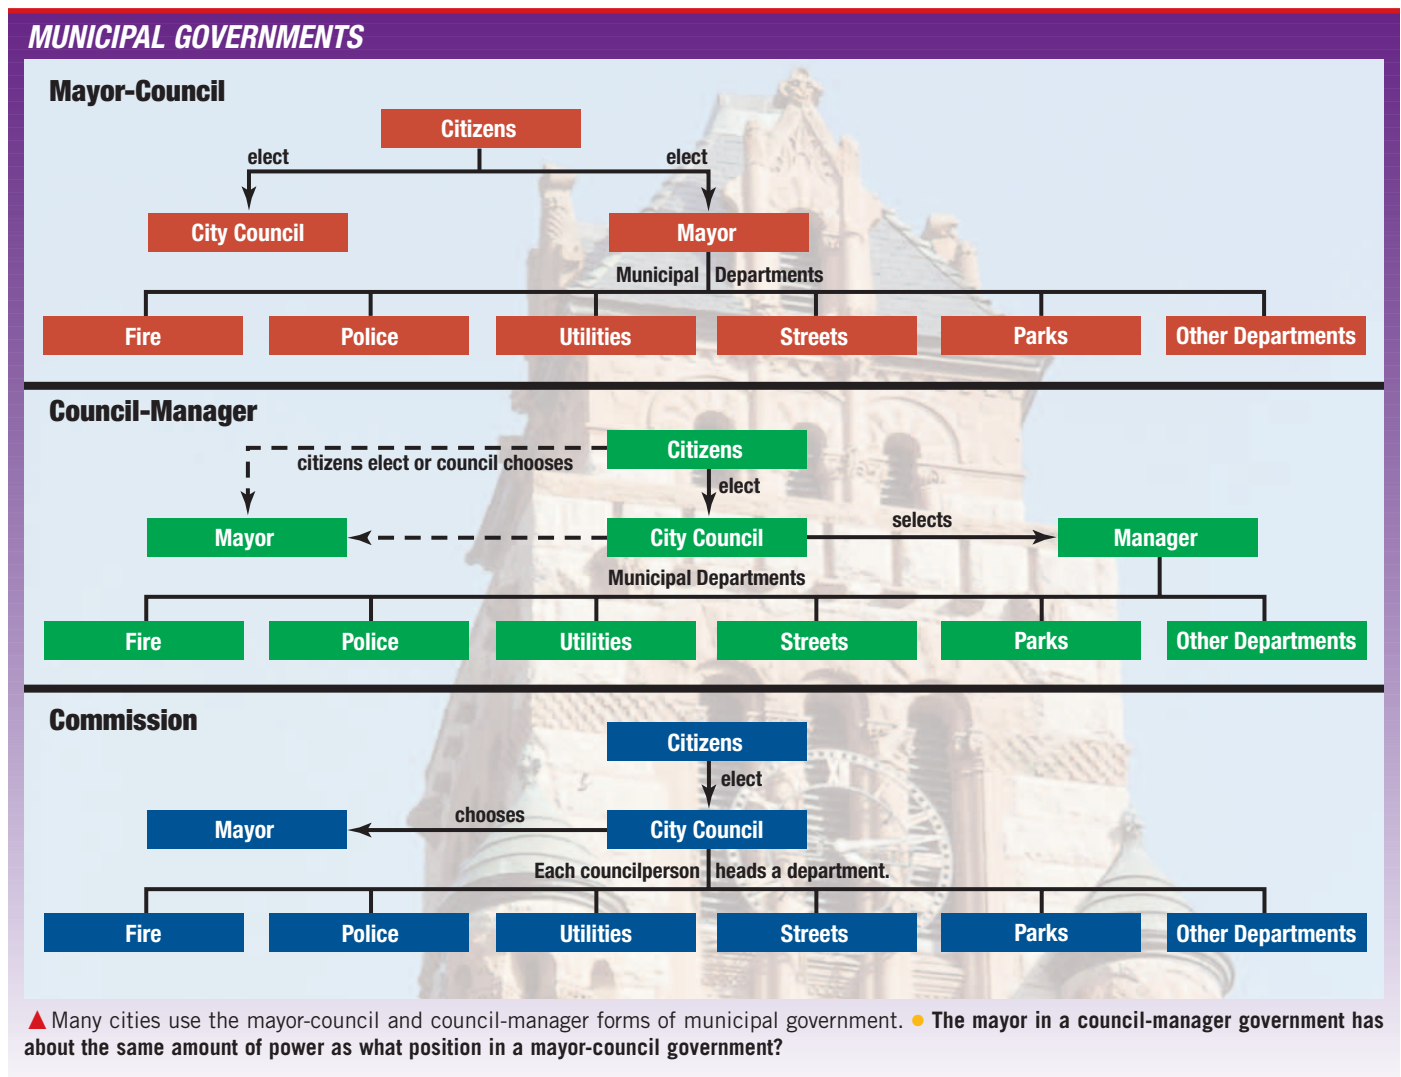 MUNICIPAL GOVERNMENTS
Mayor-Council
Citizens
elect elect
City Council Mayor
Municipal Departments
Fire Police Utilities Streets Parks Other Departments
Council-Manager
Citizens
citizens elect or council chooses
elect
selects
Mayor City Council Manager
Municipal Departments
Fire Police Utilities Streets Parks Other Departments
Commission
Citizens
elect
chooses
Mayor City Council
Each councilperson heads a department.
Fire Police Utilities Streets Parks Other Departments
▲ Many cities use the mayor-council and council-manager forms of municipal government. ● The mayor in a council-manager government has
about the same amount of power as what position in a mayor-council government?